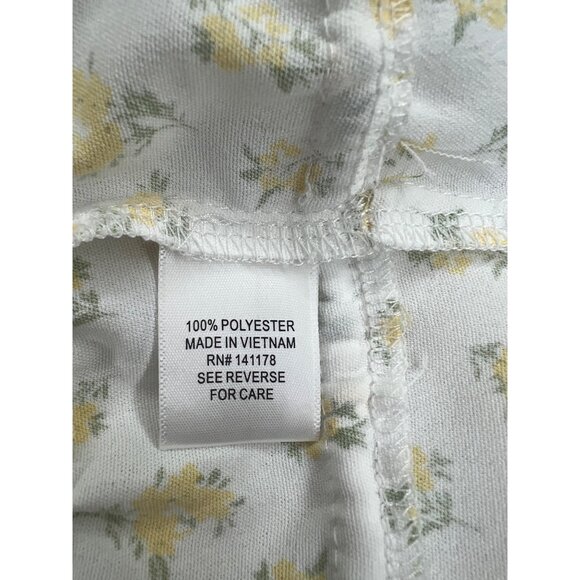 100% POLYESTER
MADE IN VIETNAM
RN# 141178
SEE REVERSE
FOR CARE